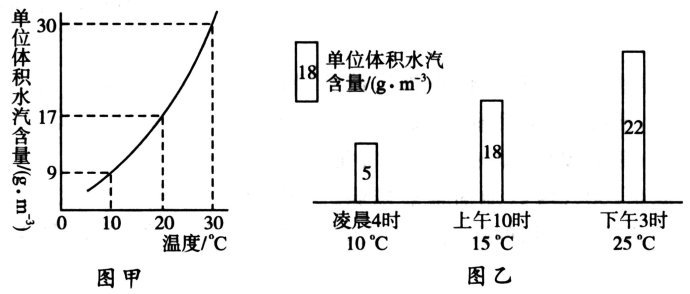 单位体积水汽含量/(g·m⁻³)
30
17
9
0
10
20
30
温度/℃
图甲
18
单位体积水汽
含量/(g·m⁻³)
5
18
22
凌晨4时
10℃
上午10时
15℃
下午3时
25℃
图乙